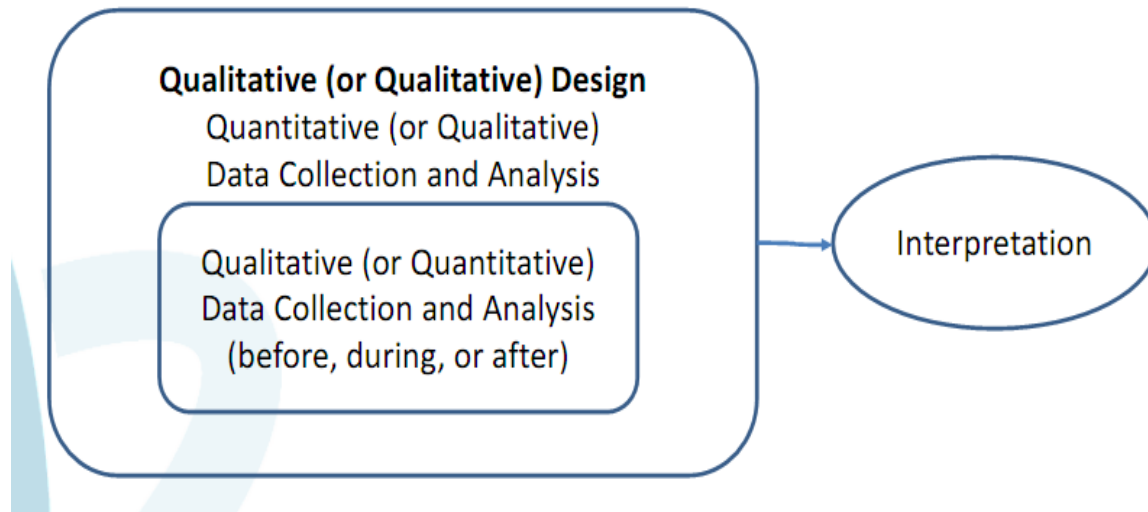 Qualitative (or Qualitative) Design
Quantitative (or Qualitative)
Data Collection and Analysis
Qualitative (or Quantitative)
Data Collection and Analysis
(before, during, or after)
Interpretation